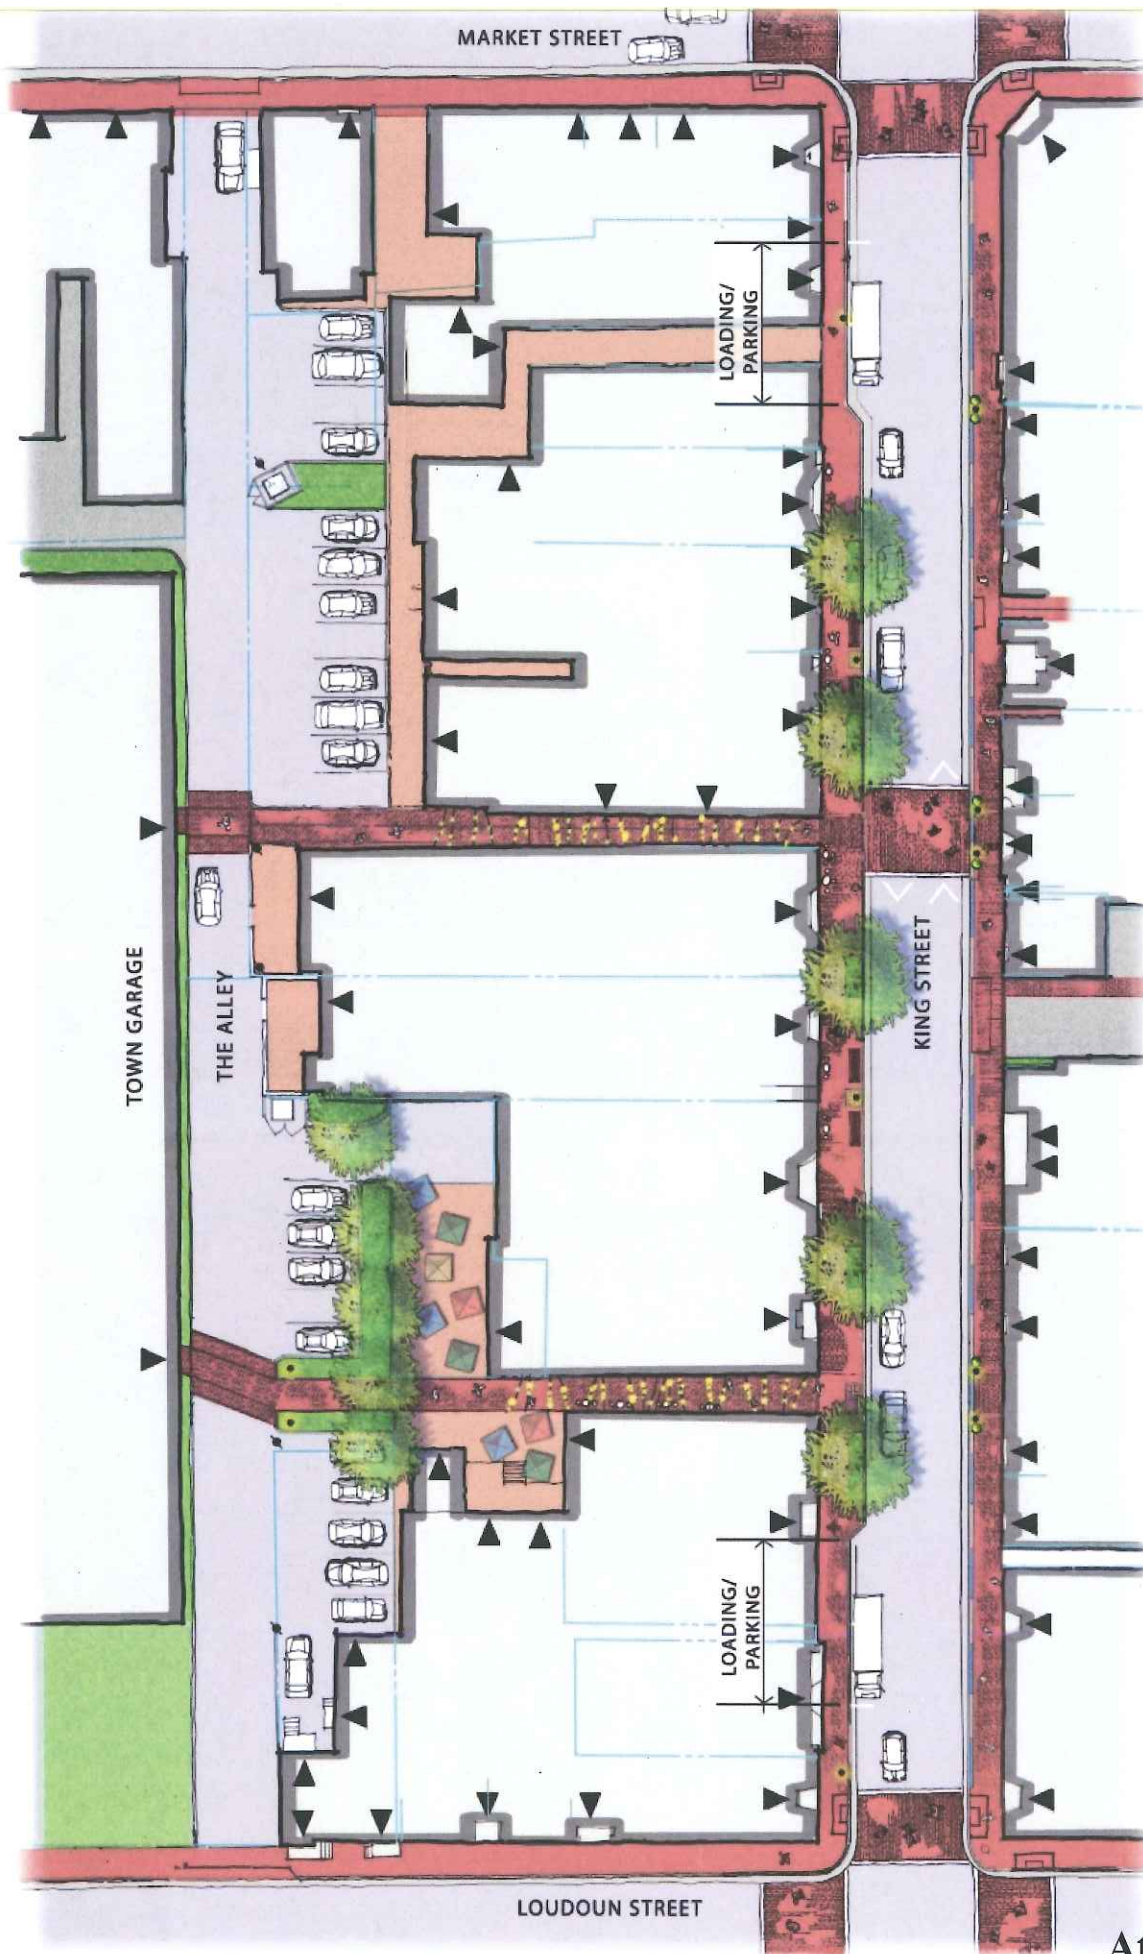 MARKET STREET
LOADING/
PARKING
TOWN GARAGE
THE ALLEY
KING STREET
LOADING/
PARKING
LOUDOUN STREET